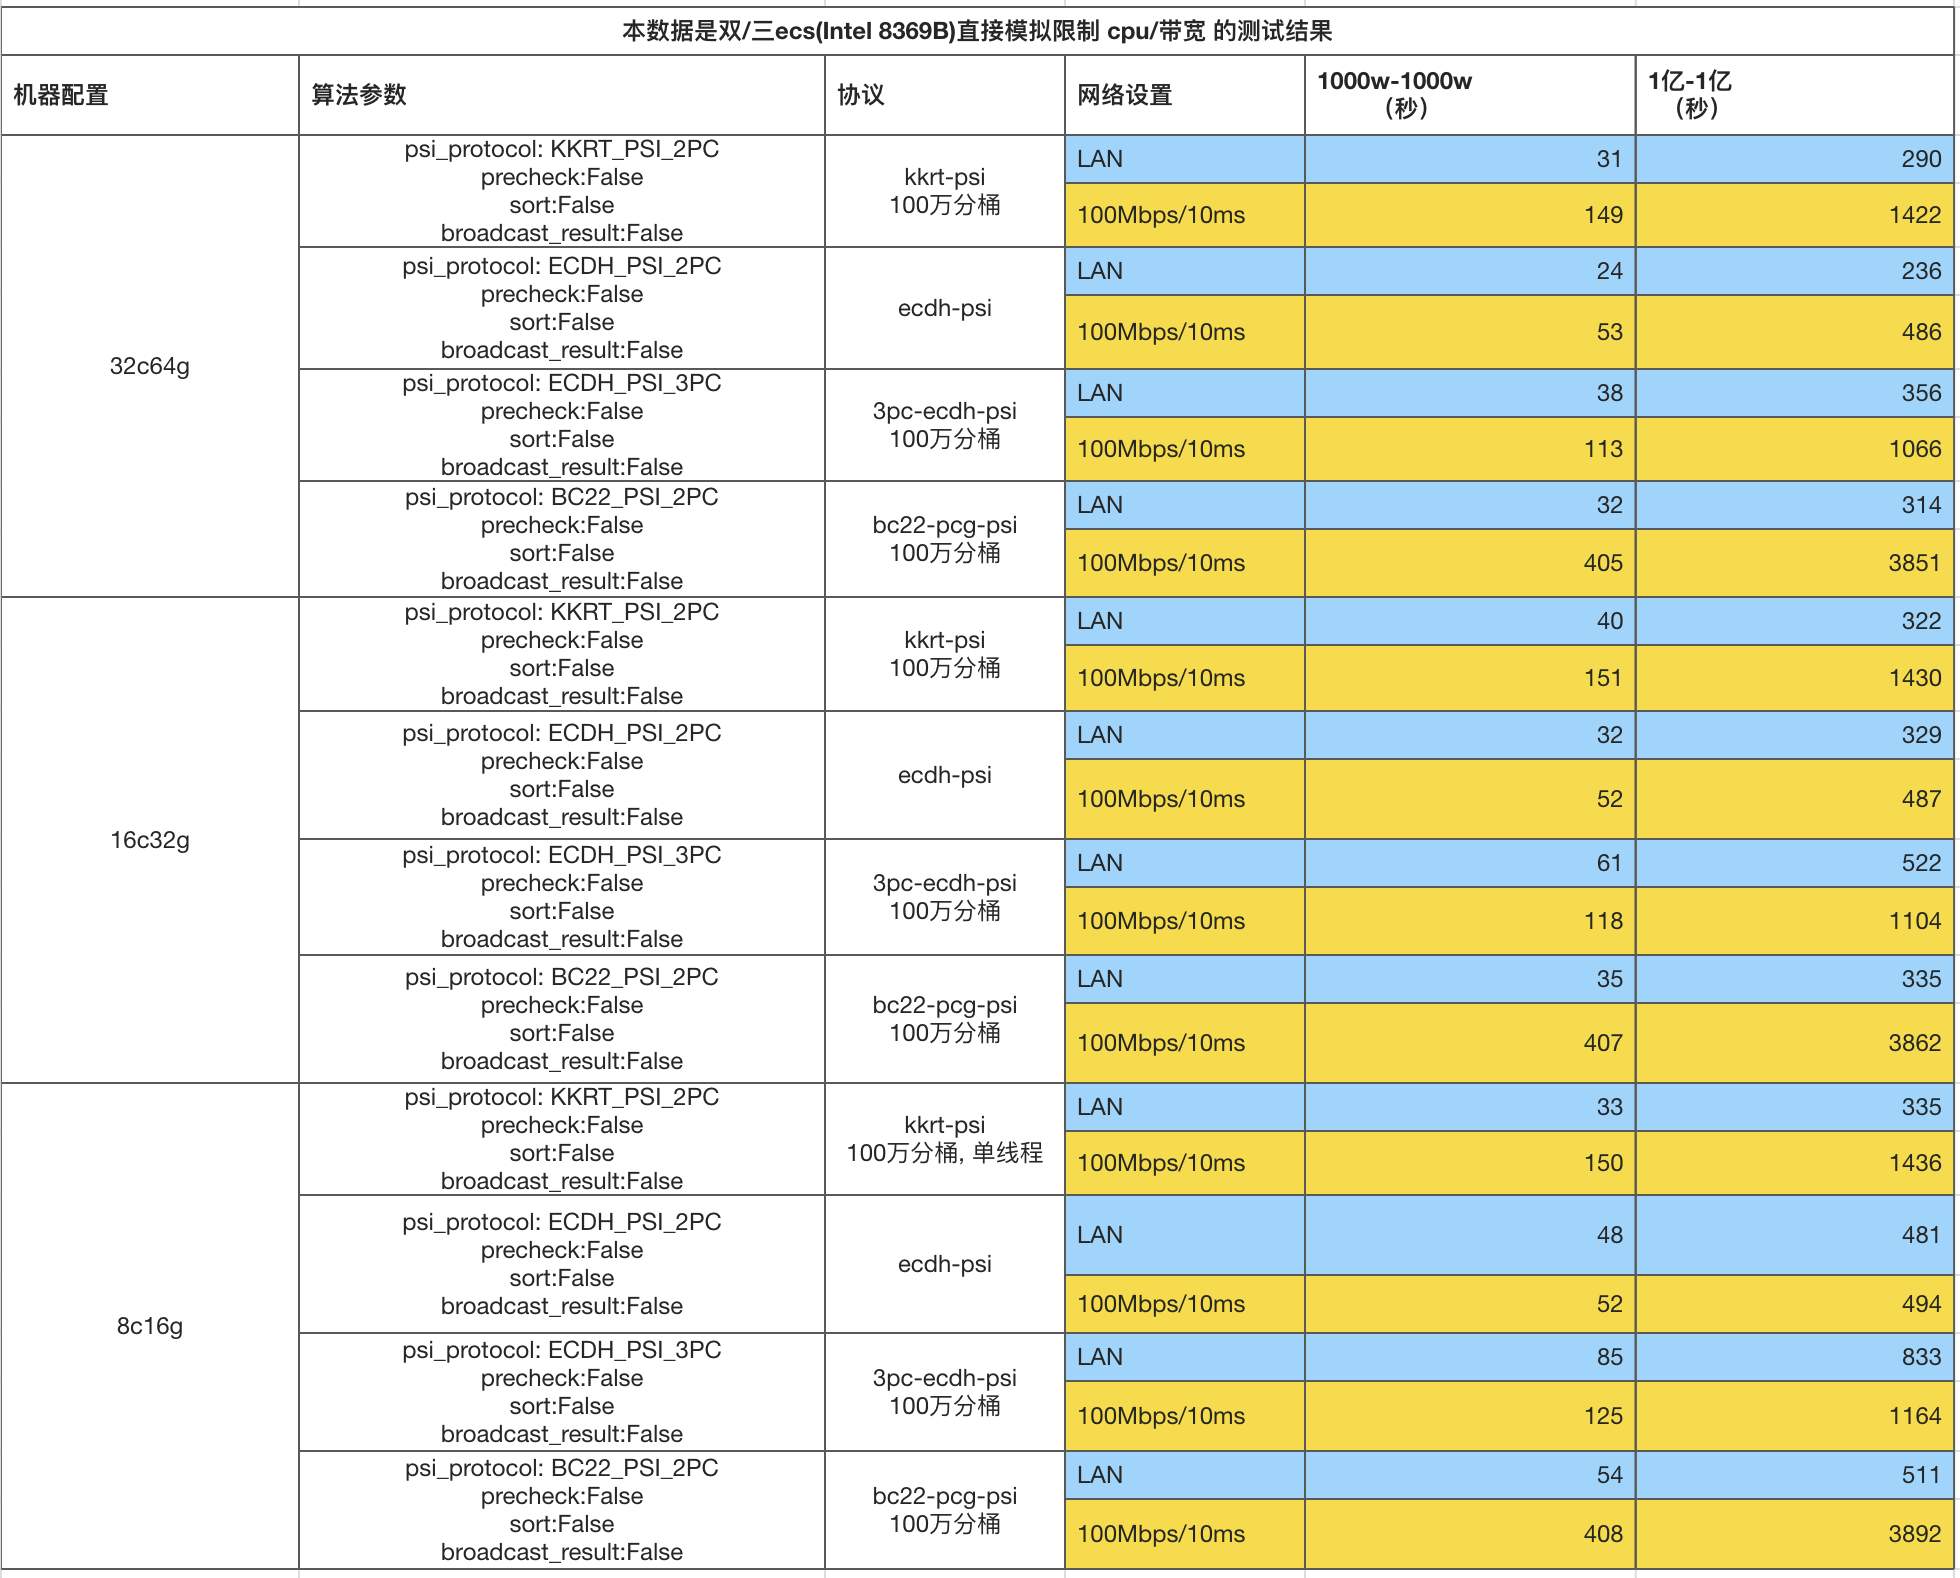 本数据是双/三ecs(Intel 8369B)直接模拟限制 cpu/带宽 的测试结果
机器配置
算法参数
协议
网络设置
1000w-1000w
（秒）
1亿-1亿
（秒）
32c64g
psi_protocol: KKRT_PSI_2PC
precheck:False
sort:False
broadcast_result:False
kkrt-psi
100万分桶
LAN 31 290
100Mbps/10ms 149 1422
psi_protocol: ECDH_PSI_2PC
precheck:False
sort:False
broadcast_result:False
ecdh-psi
LAN 24 236
100Mbps/10ms 53 486
psi_protocol: ECDH_PSI_3PC
precheck:False
sort:False
broadcast_result:False
3pc-ecdh-psi
100万分桶
LAN 38 356
100Mbps/10ms 113 1066
psi_protocol: BC22_PSI_2PC
precheck:False
sort:False
broadcast_result:False
bc22-pcg-psi
100万分桶
LAN 32 314
100Mbps/10ms 405 3851
16c32g
psi_protocol: KKRT_PSI_2PC
precheck:False
sort:False
broadcast_result:False
kkrt-psi
100万分桶
LAN 40 322
100Mbps/10ms 151 1430
psi_protocol: ECDH_PSI_2PC
precheck:False
sort:False
broadcast_result:False
ecdh-psi
LAN 32 329
100Mbps/10ms 52 487
psi_protocol: ECDH_PSI_3PC
precheck:False
sort:False
broadcast_result:False
3pc-ecdh-psi
100万分桶
LAN 61 522
100Mbps/10ms 118 1104
psi_protocol: BC22_PSI_2PC
precheck:False
sort:False
broadcast_result:False
bc22-pcg-psi
100万分桶
LAN 35 335
100Mbps/10ms 407 3862
8c16g
psi_protocol: KKRT_PSI_2PC
precheck:False
sort:False
broadcast_result:False
kkrt-psi
100万分桶, 单线程
LAN 33 335
100Mbps/10ms 150 1436
psi_protocol: ECDH_PSI_2PC
precheck:False
sort:False
broadcast_result:False
ecdh-psi
LAN 48 481
100Mbps/10ms 52 494
psi_protocol: ECDH_PSI_3PC
precheck:False
sort:False
broadcast_result:False
3pc-ecdh-psi
100万分桶
LAN 85 833
100Mbps/10ms 125 1164
psi_protocol: BC22_PSI_2PC
precheck:False
sort:False
broadcast_result:False
bc22-pcg-psi
100万分桶
LAN 54 511
100Mbps/10ms 408 3892